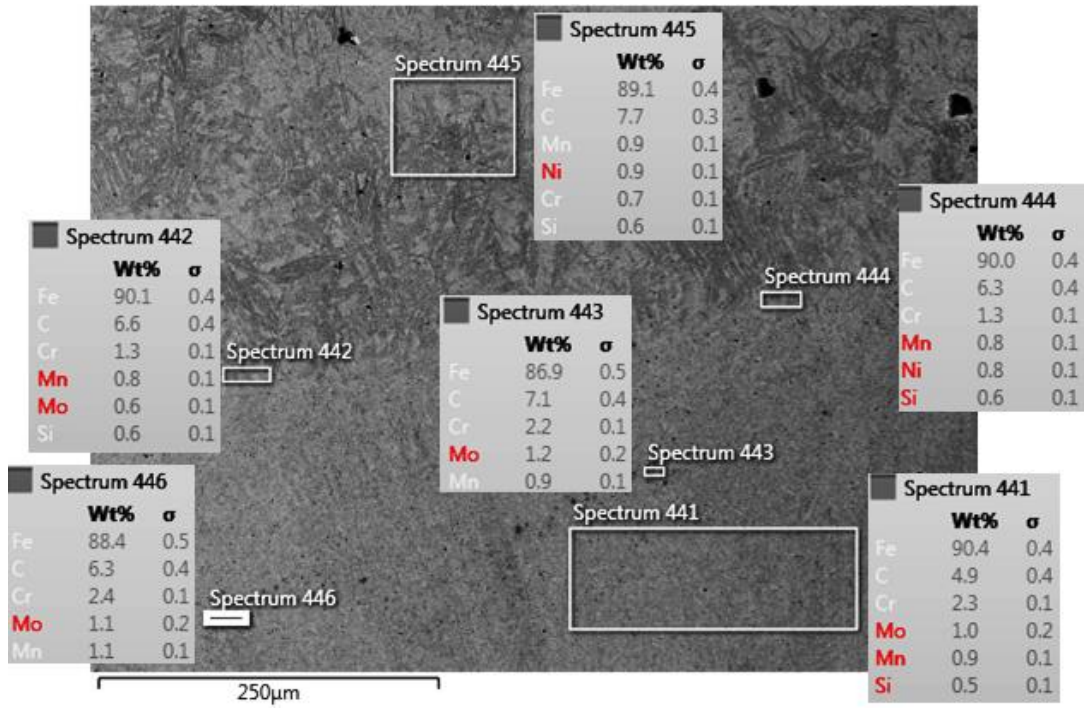 Spectrum 445
Spectrum 445
Wt% σ
Fe 89.1 0.4
C 7.7 0.3
Mn 0.9 0.1
Ni 0.9 0.1
Cr 0.7 0.1
Si 0.6 0.1
Spectrum 444
Wt% σ
Fe 90.0 0.4
C 6.3 0.4
Cr 1.3 0.1
Mn 0.8 0.1
Ni 0.8 0.1
Si 0.6 0.1
Spectrum 442
Wt% σ
Fe 90.1 0.4
C 6.6 0.4
Cr 1.3 0.1
Mn 0.8 0.1
Mo 0.6 0.1
Si 0.6 0.1
Spectrum 444
Spectrum 442
Spectrum 443
Wt% σ
Fe 86.9 0.5
C 7.1 0.4
Cr 2.2 0.1
Mo 1.2 0.2
Mn 0.9 0.1
Spectrum 443
Spectrum 446
Wt% σ
Fe 88.4 0.5
C 6.3 0.4
Cr 2.4 0.1
Mo 1.1 0.2
Mn 1.1 0.1
Spectrum 446
Spectrum 441
Spectrum 441
Wt% σ
Fe 90.4 0.4
C 4.9 0.4
Cr 2.3 0.1
Mo 1.0 0.2
Mn 0.9 0.1
Si 0.5 0.1
250μm